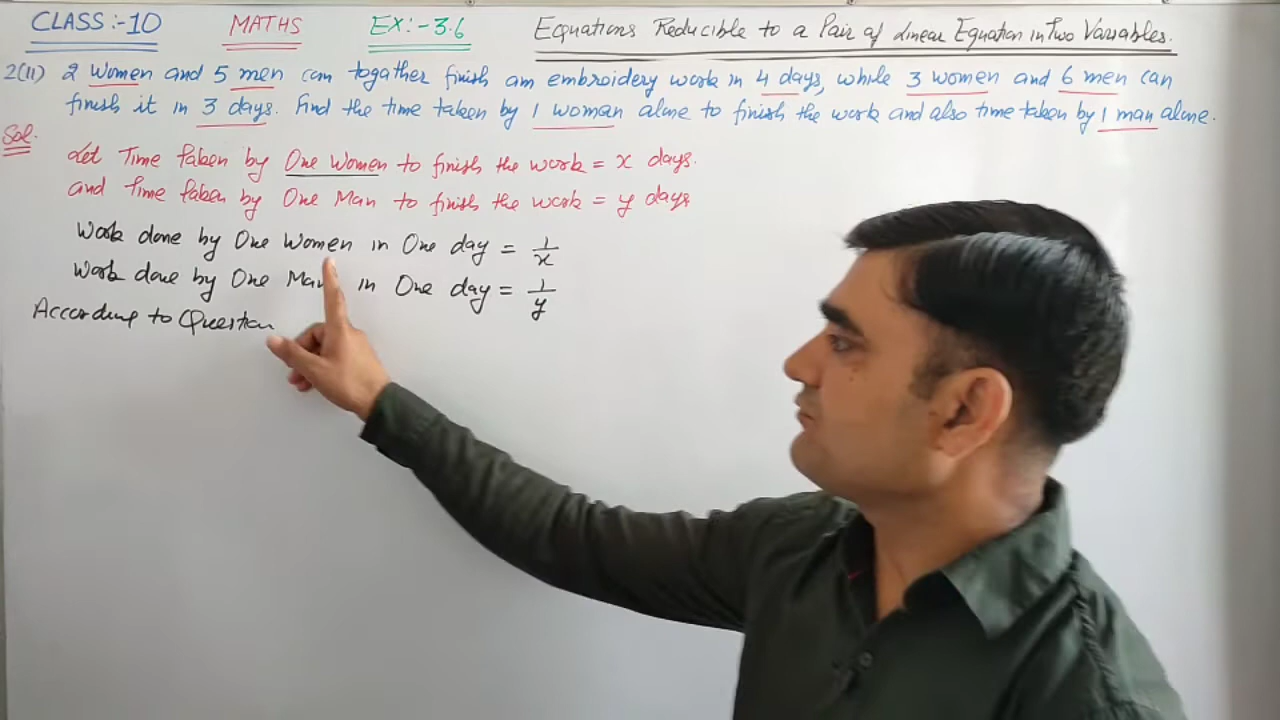 CLASS:-10 MATHS EX:-3.6 Equations Reducible to a Pair of Linear Equation in Two Variables.
2(II) 2 women and 5 men can togather finish am embroidery work in 4 days, while 3 women and 6 men can
finish it in 3 days. Find the time taken by 1 woman alone to finish the work and also time taken by 1 man alone.
Sol.
Let Time taken by One Women to finish the work = x days.
and time taken by One Man to finish the work = y days
Work done by One Women in One day = 1/x
Work done by One Man in One day = 1/y
According to Question